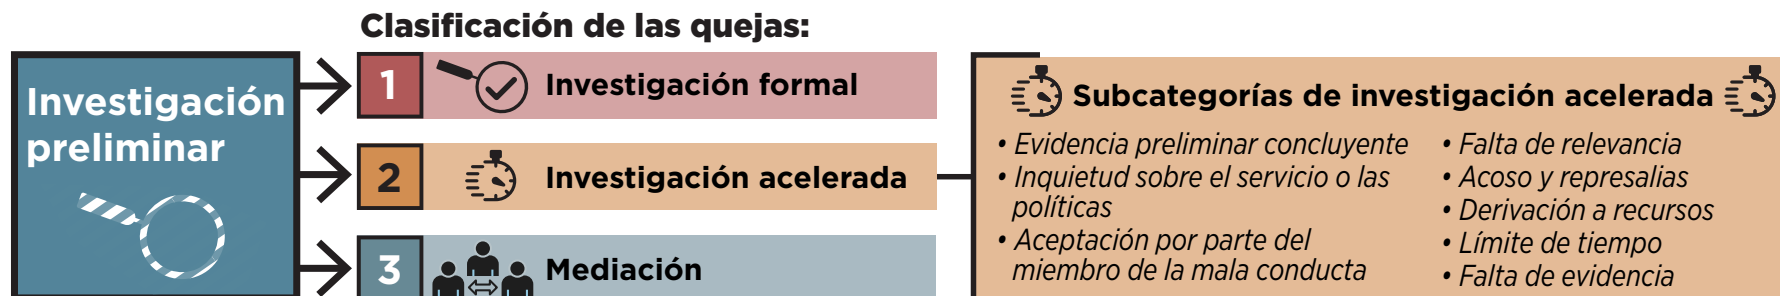 Clasificación de las quejas:
Investigación
preliminar
1
Investigación formal
2
Investigación acelerada
3
Mediación
Subcategorías de investigación acelerada
• Evidencia preliminar concluyente
• Inquietud sobre el servicio o las
políticas
• Aceptación por parte del
miembro de la mala conducta
• Falta de relevancia
• Acoso y represalias
• Derivación a recursos
• Límite de tiempo
• Falta de evidencia